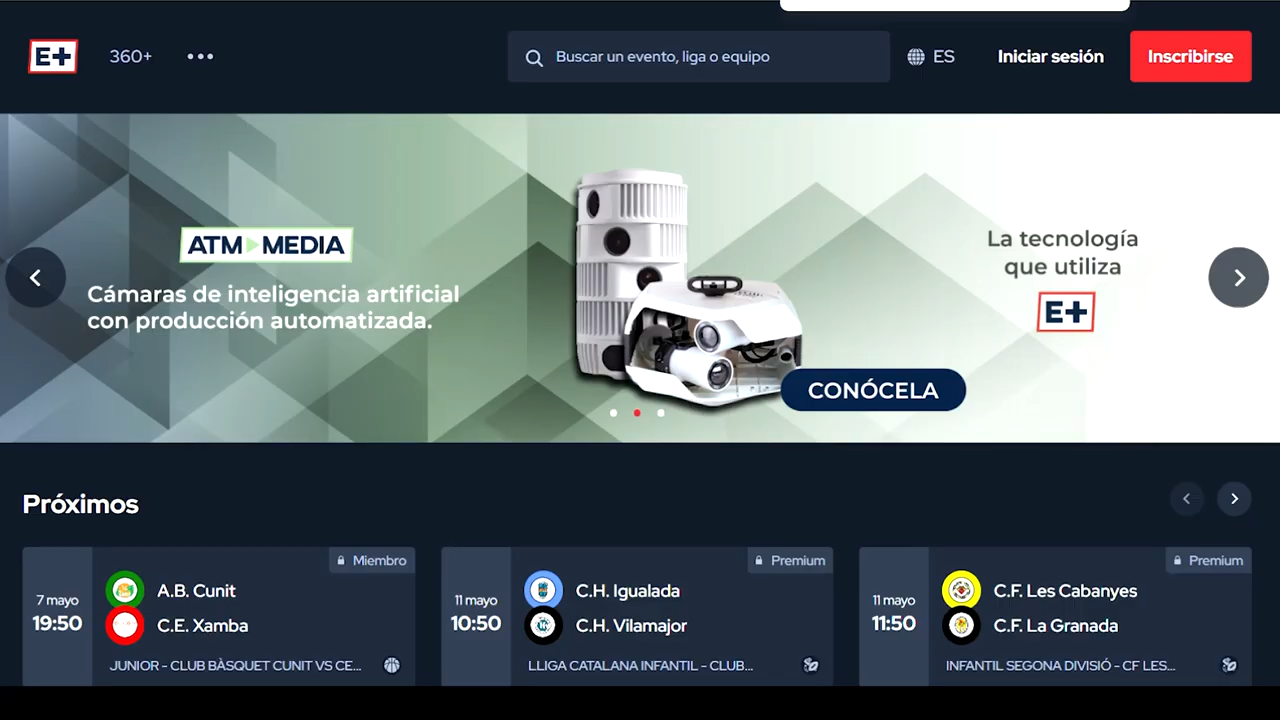 E+
360+
Buscar un evento, liga o equipo
ES
Iniciar sesión
Inscribirse
ATM MEDIA
Cámaras de inteligencia artificial
con producción automatizada.
La tecnología
que utiliza
E+
CONÓCELA
Próximos
Miembro
7 mayo
19:50
A.B. Cunit
C.E. Xamba
JUNIOR - CLUB BÀSQUET CUNIT VS CE...
Premium
11 mayo
10:50
C.H. Igualada
C.H. Vilamajor
LLIGA CATALANA INFANTIL - CLUB...
Premium
11 mayo
11:50
C.F. Les Cabanyes
C.F. La Granada
INFANTIL SEGONA DIVISIÓ - CF LES...